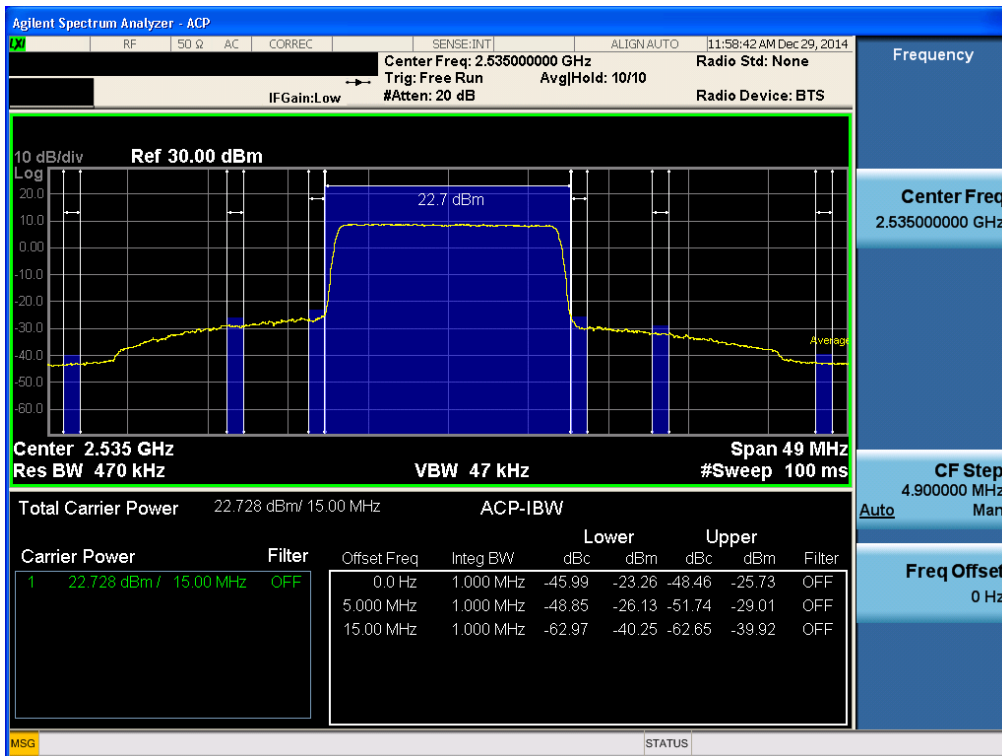 Agilent Spectrum Analyzer - ACP
LXI RF 50 Ω AC CORREC SENSE:INT ALIGN AUTO 11:58:42 AM Dec 29, 2014
Center Freq: 2.535000000 GHz Radio Std: None
Trig: Free Run Avg|Hold: 10/10
IFGain:Low #Atten: 20 dB Radio Device: BTS
Frequency
10 dB/div Ref 30.00 dBm
Log
20.0
10.0
0.00
-10.0
-20.0
-30.0
-40.0
-50.0
-60.0
22.7 dBm
Average
Center 2.535 GHz Span 49 MHz
Res BW 470 kHz VBW 47 kHz #Sweep 100 ms
Center Freq
2.535000000 GHz
CF Step
4.900000 MHz
Auto Man
Freq Offset
0 Hz
Total Carrier Power 22.728 dBm/ 15.00 MHz ACP-IBW
Lower Upper
Carrier Power Filter
Offset Freq Integ BW dBc dBm dBc dBm Filter
1 22.728 dBm / 15.00 MHz OFF
0.0 Hz 1.000 MHz -45.99 -23.26 -48.46 -25.73 OFF
5.000 MHz 1.000 MHz -48.85 -26.13 -51.74 -29.01 OFF
15.00 MHz 1.000 MHz -62.97 -40.25 -62.65 -39.92 OFF
MSG STATUS